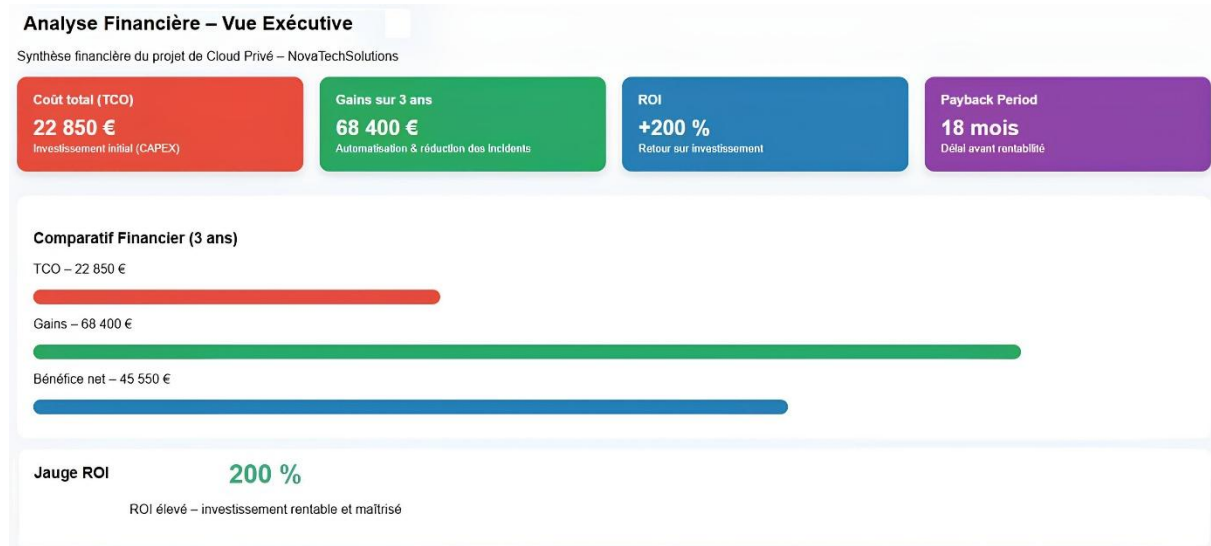 Analyse Financière – Vue Exécutive
Synthèse financière du projet de Cloud Privé – NovaTechSolutions
Coût total (TCO)
22 850 €
Investissement initial (CAPEX)
Gains sur 3 ans
68 400 €
Automatisation & réduction des incidents
ROI
+200 %
Retour sur investissement
Payback Period
18 mois
Délai avant rentabilité
Comparatif Financier (3 ans)
TCO – 22 850 €
Gains – 68 400 €
Bénéfice net – 45 550 €
Jauge ROI
200 %
ROI élevé – investissement rentable et maîtrisé